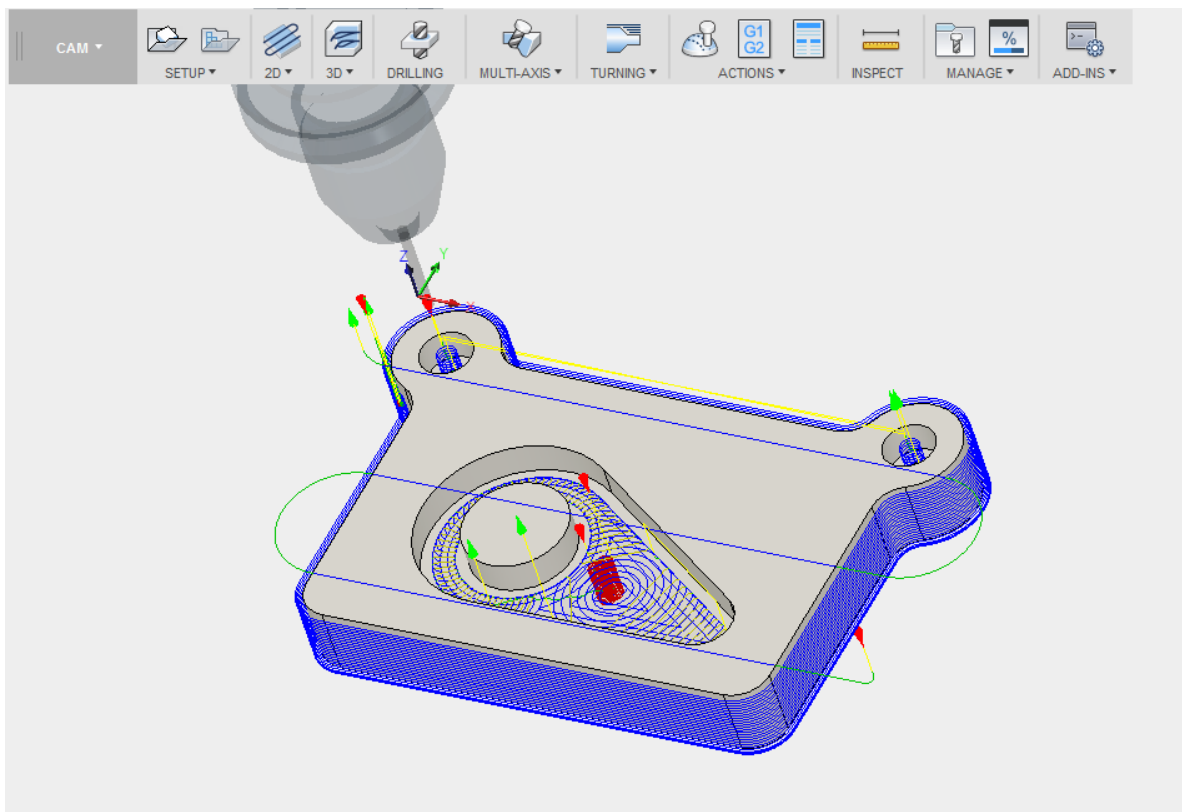 CAM
G1
G2
%
SETUP 2D 3D DRILLING MULTI-AXIS TURNING ACTIONS INSPECT MANAGE ADD-INS
Z
Y
X